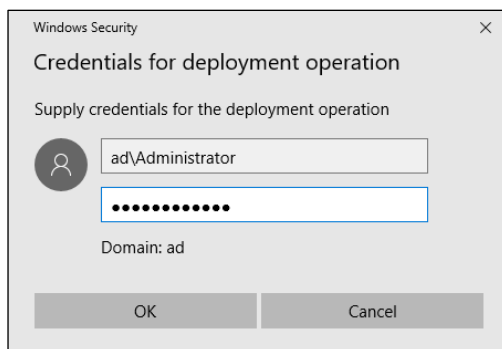 Windows Security
Credentials for deployment operation
Supply credentials for the deployment operation
ad\Administrator
••••••••••••
Domain: ad
OK
Cancel